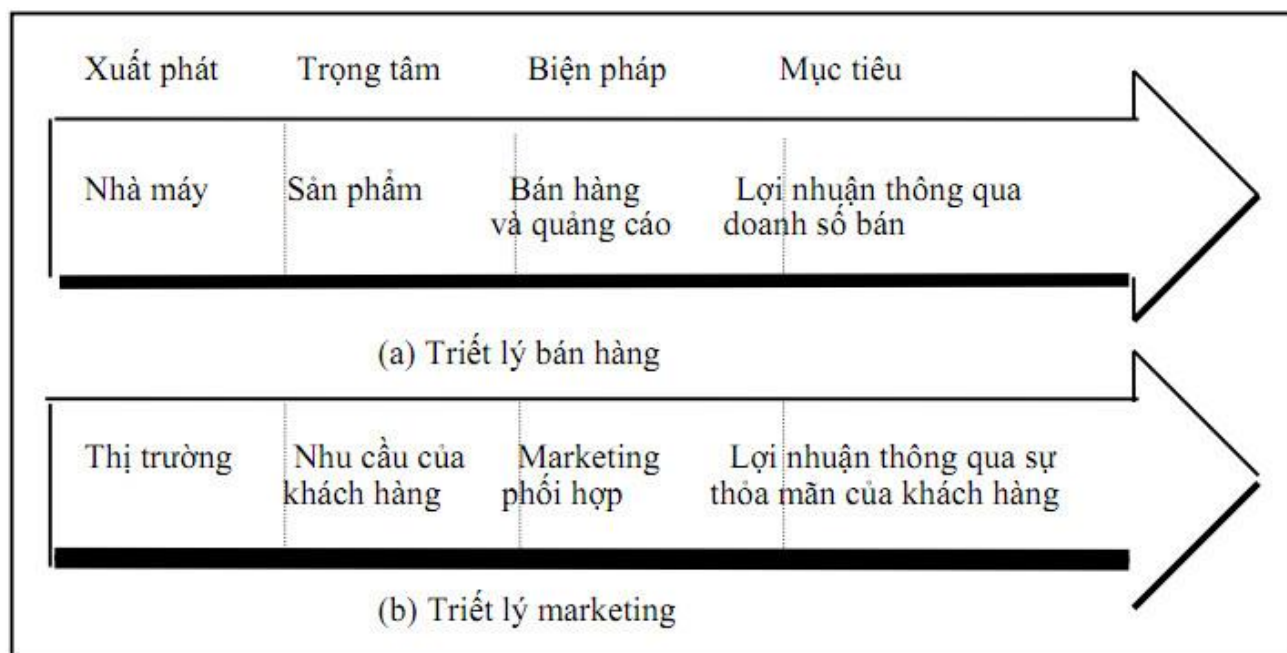 Xuất phát Trọng tâm Biện pháp Mục tiêu
Nhà máy Sản phẩm Bán hàng Lợi nhuận thông qua
và quảng cáo doanh số bán
(a) Triết lý bán hàng
Thị trường Nhu cầu của Marketing Lợi nhuận thông qua sự
khách hàng phối hợp thỏa mãn của khách hàng
(b) Triết lý marketing